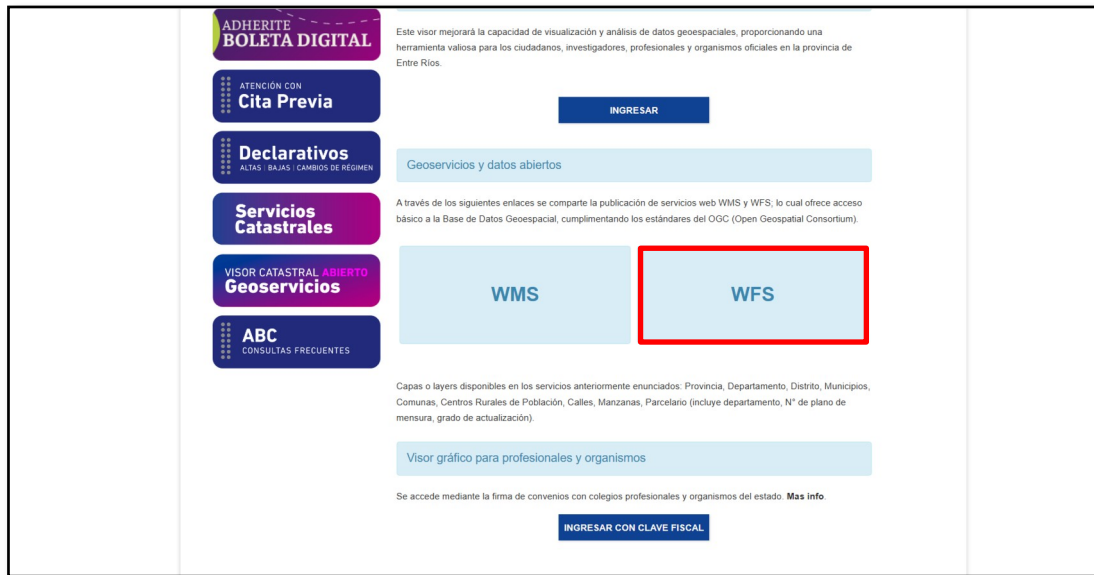 ADHERITE
BOLETA DIGITAL
ATENCIÓN CON
Cita Previa
Declarativos
ALTAS | BAJAS | CAMBIOS DE RÉGIMEN
Servicios
Catastrales
VISOR CATASTRAL ABIERTO
Geoservicios
ABC
CONSULTAS FRECUENTES
Este visor mejorará la capacidad de visualización y análisis de datos geoespaciales, proporcionando una
herramienta valiosa para los ciudadanos, investigadores, profesionales y organismos oficiales en la provincia de
Entre Ríos.
INGRESAR
Geoservicios y datos abiertos
A través de los siguientes enlaces se comparte la publicación de servicios web WMS y WFS; lo cual ofrece acceso
básico a la Base de Datos Geoespacial, cumplimentando los estándares del OGC (Open Geospatial Consortium).
WMS
WFS
Capas o layers disponibles en los servicios anteriormente enunciados: Provincia, Departamento, Distrito, Municipios,
Comunas, Centros Rurales de Población, Calles, Manzanas, Parcelario (incluye departamento, N° de plano de
mensura, grado de actualización).
Visor gráfico para profesionales y organismos
Se accede mediante la firma de convenios con colegios profesionales y organismos del estado. Mas info.
INGRESAR CON CLAVE FISCAL